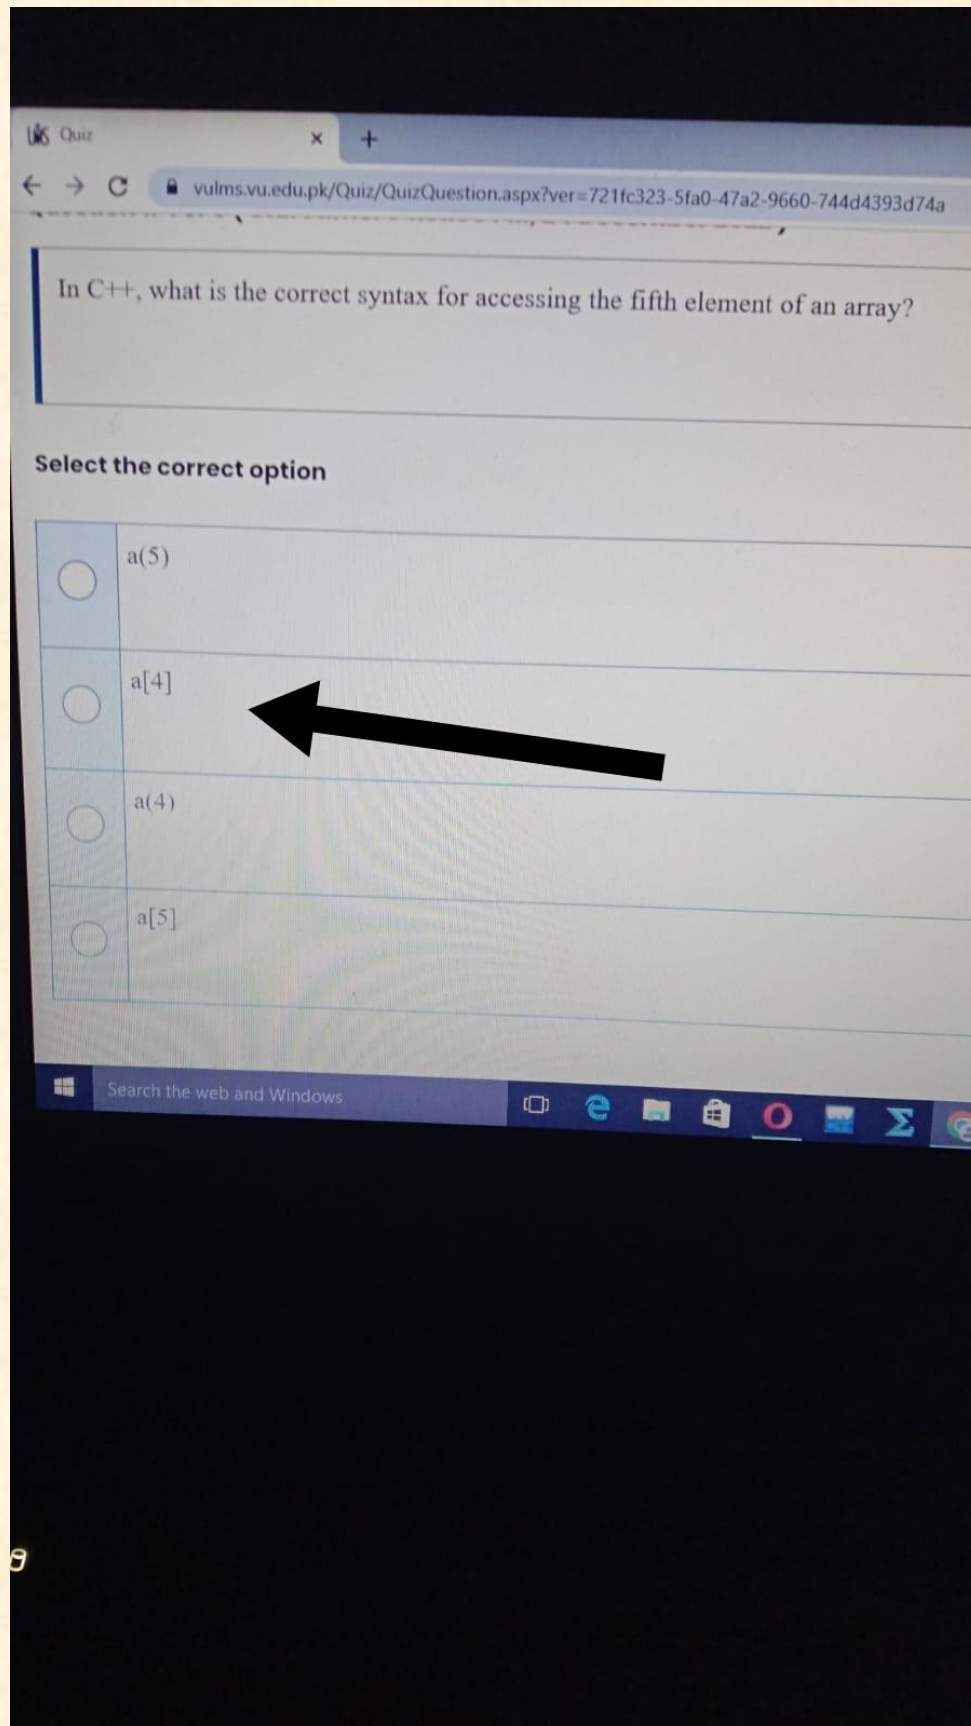 Quiz
vulms.vu.edu.pk/Quiz/QuizQuestion.aspx?ver=721fc323-5fa0-47a2-9660-744d4393d74a
In C++, what is the correct syntax for accessing the fifth element of an array?
Select the correct option
a(5)
a[4]
a(4)
a[5]
Search the web and Windows